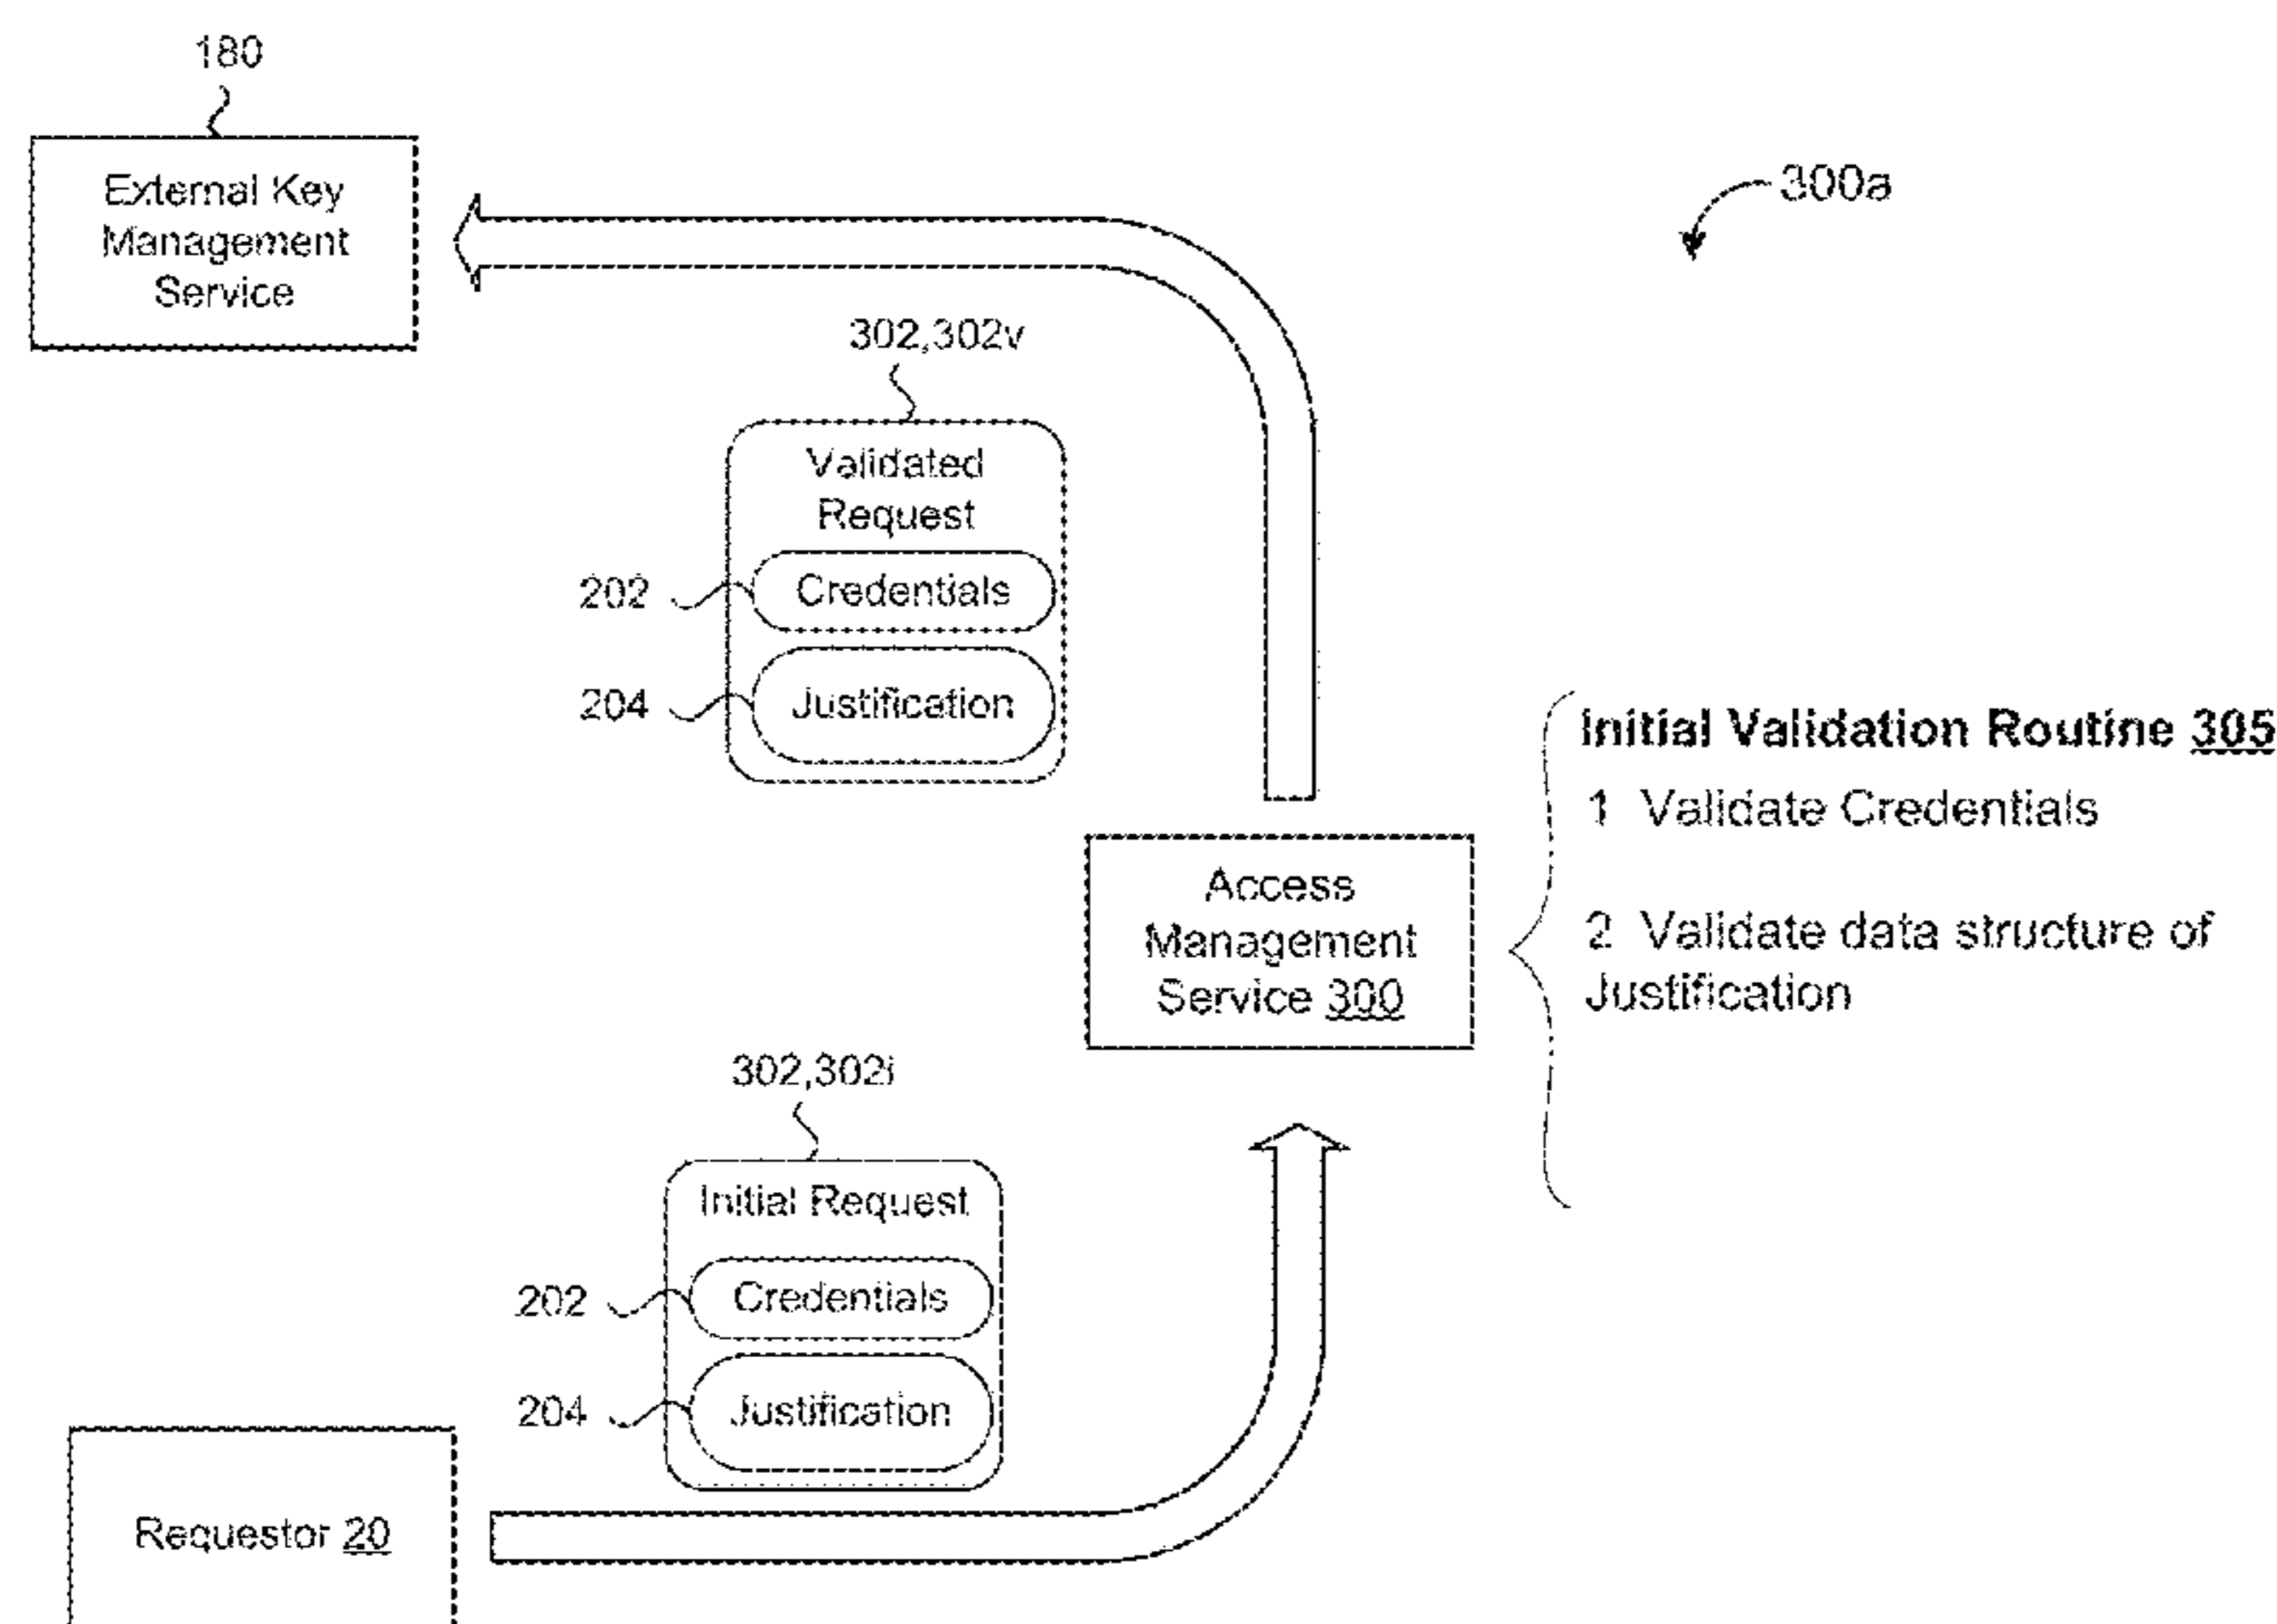 180
External Key
Management
Service
300a
302,302v
Validated
Request
202
Credentials
204
Justification
Initial Validation Routine 305
1 Validate Credentials
2 Validate data structure of
Justification
Access
Management
Service 300
302,302i
Initial Request
202
Credentials
204
Justification
Requestor 20